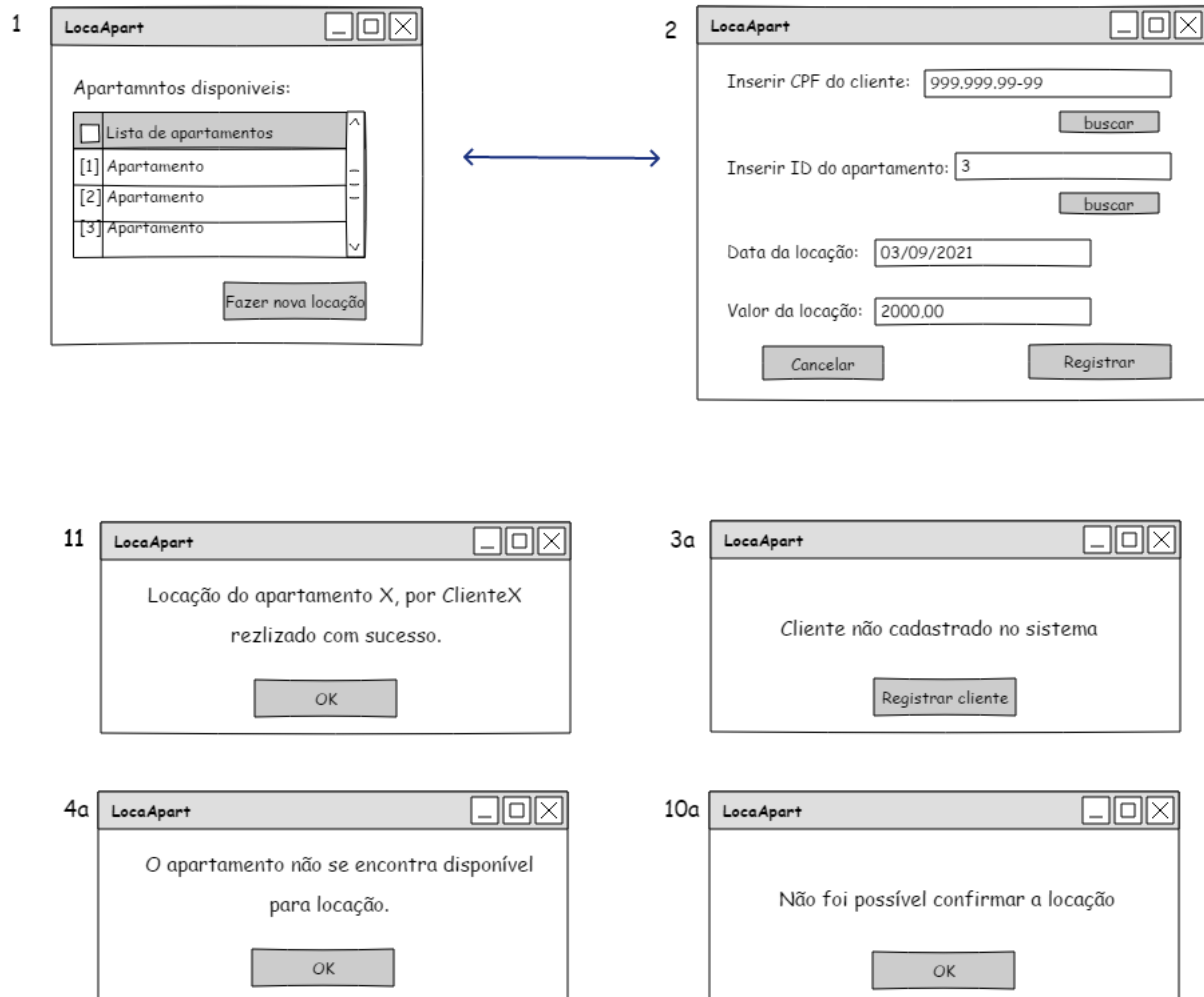 1
LocaApart
Apartamntos disponiveis:
Lista de apartamentos
[1] Apartamento
[2] Apartamento
[3] Apartamento
Fazer nova locação
2
LocaApart
Inserir CPF do cliente: 999.999.99-99
buscar
Inserir ID do apartamento: 3
buscar
Data da locação: 03/09/2021
Valor da locação: 2000,00
Cancelar Registrar
11
LocaApart
Locação do apartamento X, por ClienteX
rezlizado com sucesso.
OK
3a
LocaApart
Cliente não cadastrado no sistema
Registrar cliente
4a
LocaApart
O apartamento não se encontra disponível
para locação.
OK
10a
LocaApart
Não foi possível confirmar a locação
OK